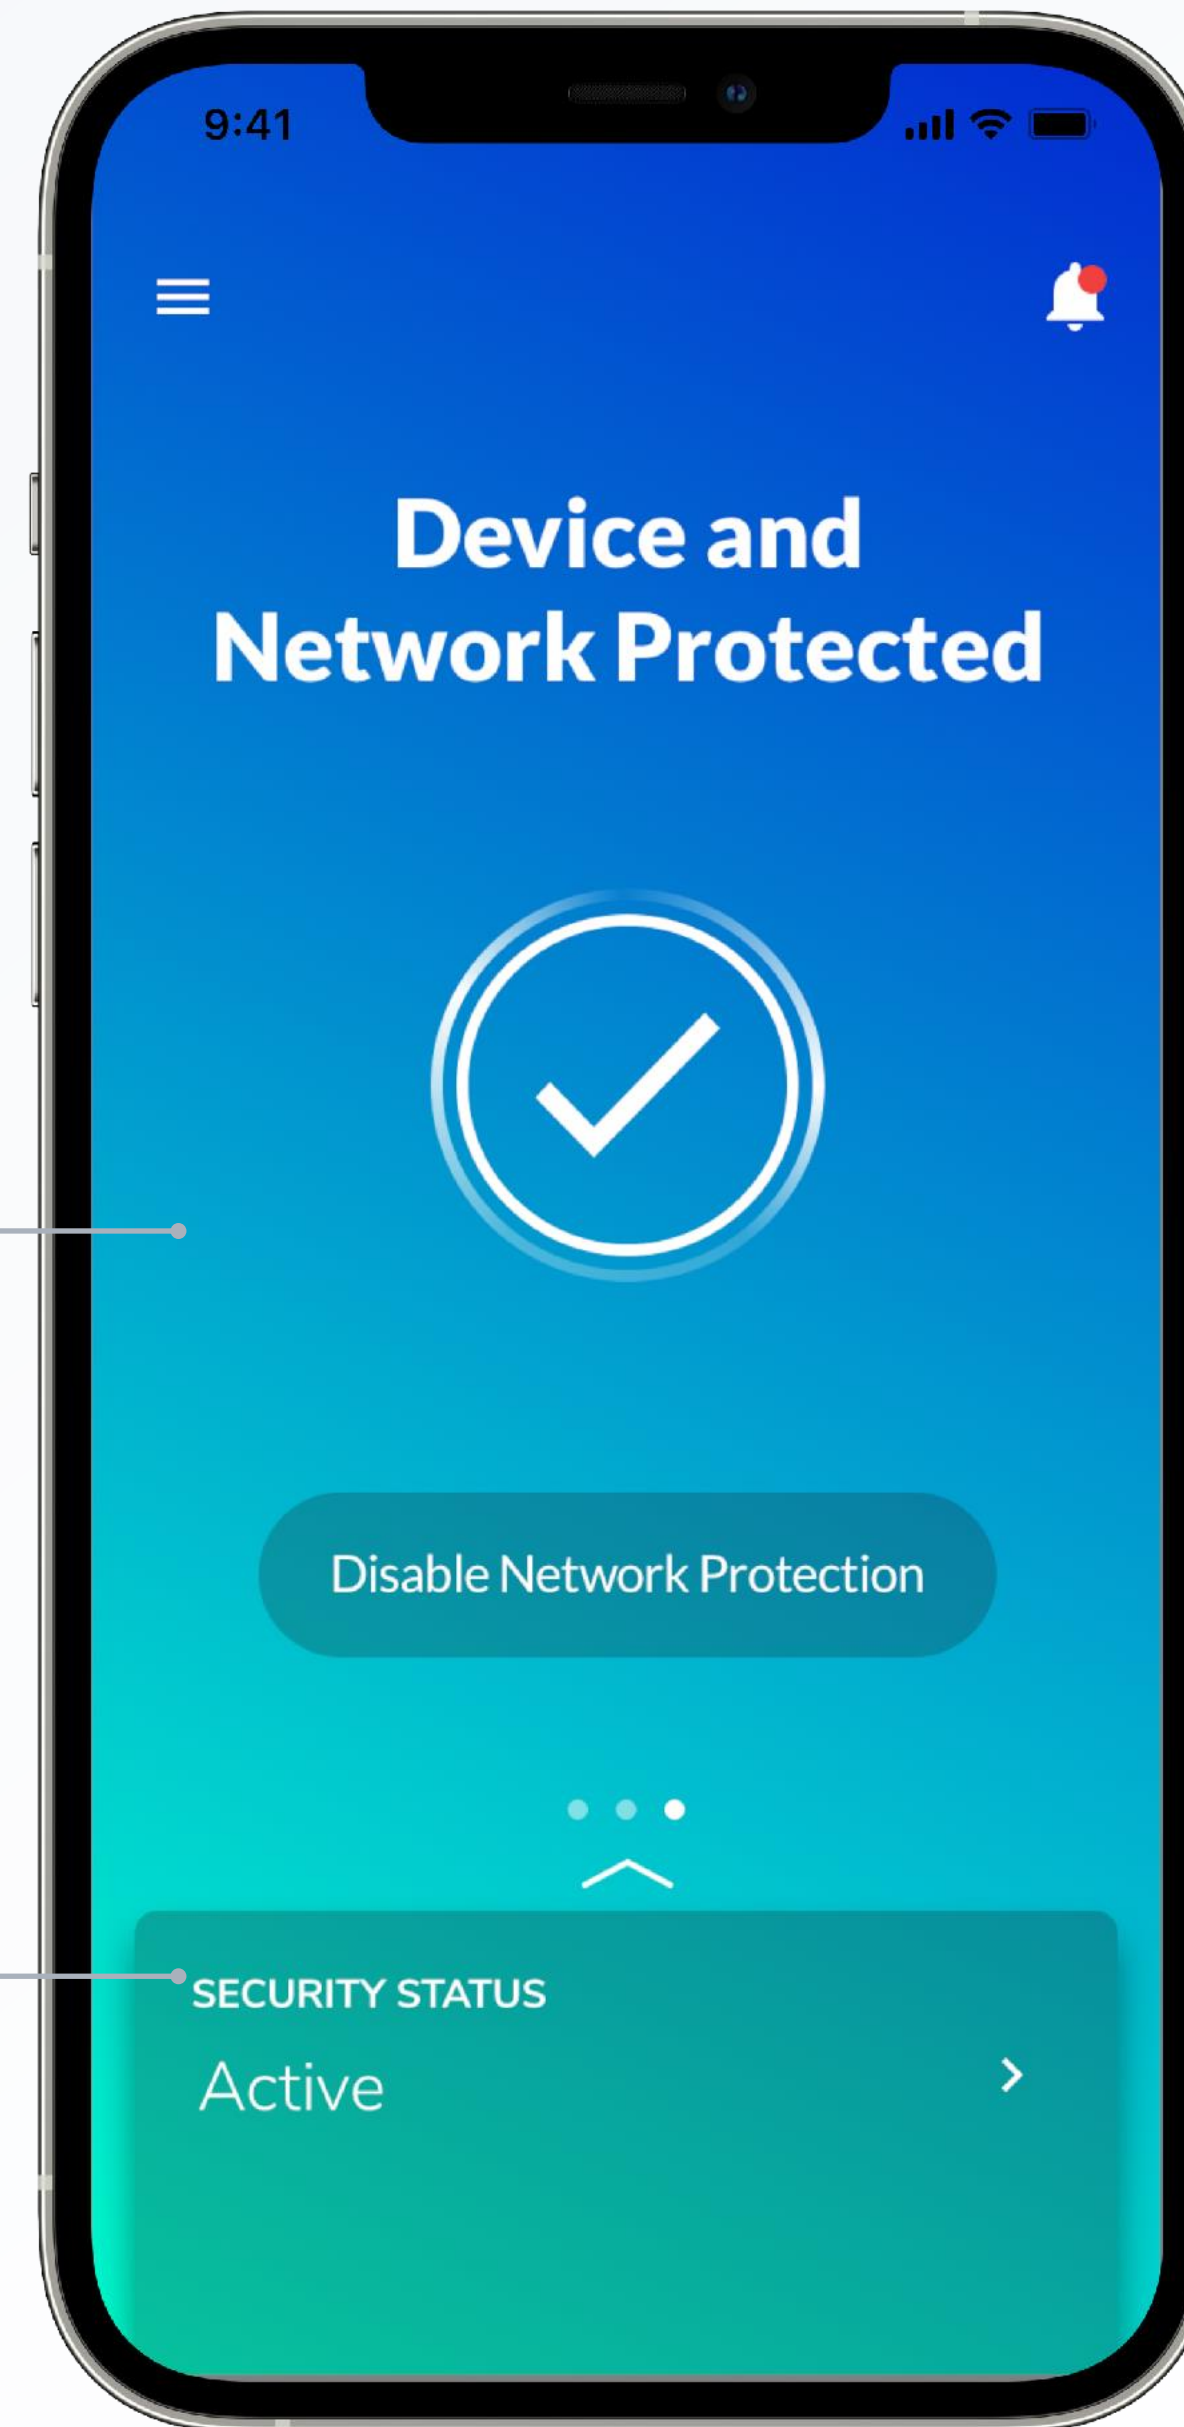 9:41
Device and
Network Protected
Disable Network Protection
SECURITY STATUS
Active